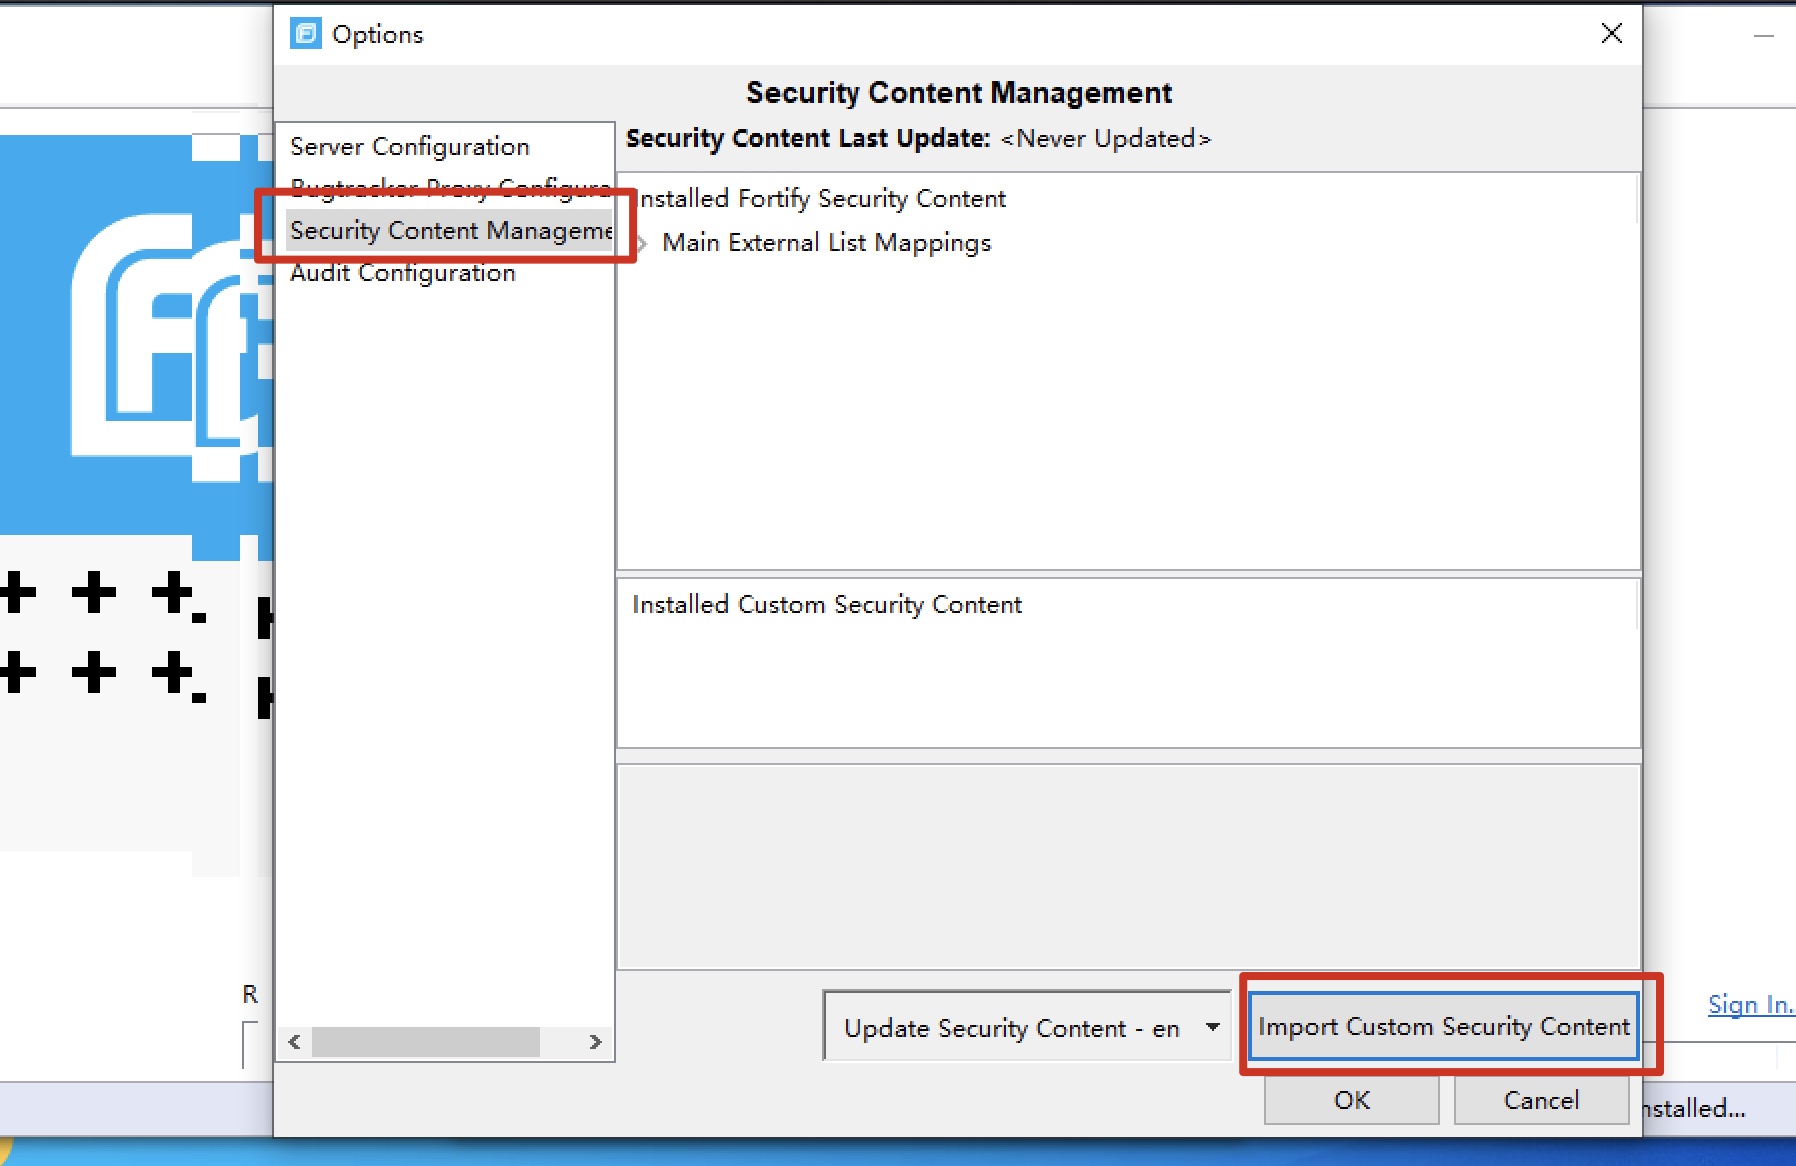 Options
Security Content Management
Security Content Last Update: <Never Updated>
Server Configuration
Bugtracker Proxy Configura
Security Content Manageme
Audit Configuration
nstalled Fortify Security Content
Main External List Mappings
Installed Custom Security Content
R
Update Security Content - en
Import Custom Security Content
Sign In..
OK
Cancel
nstalled...